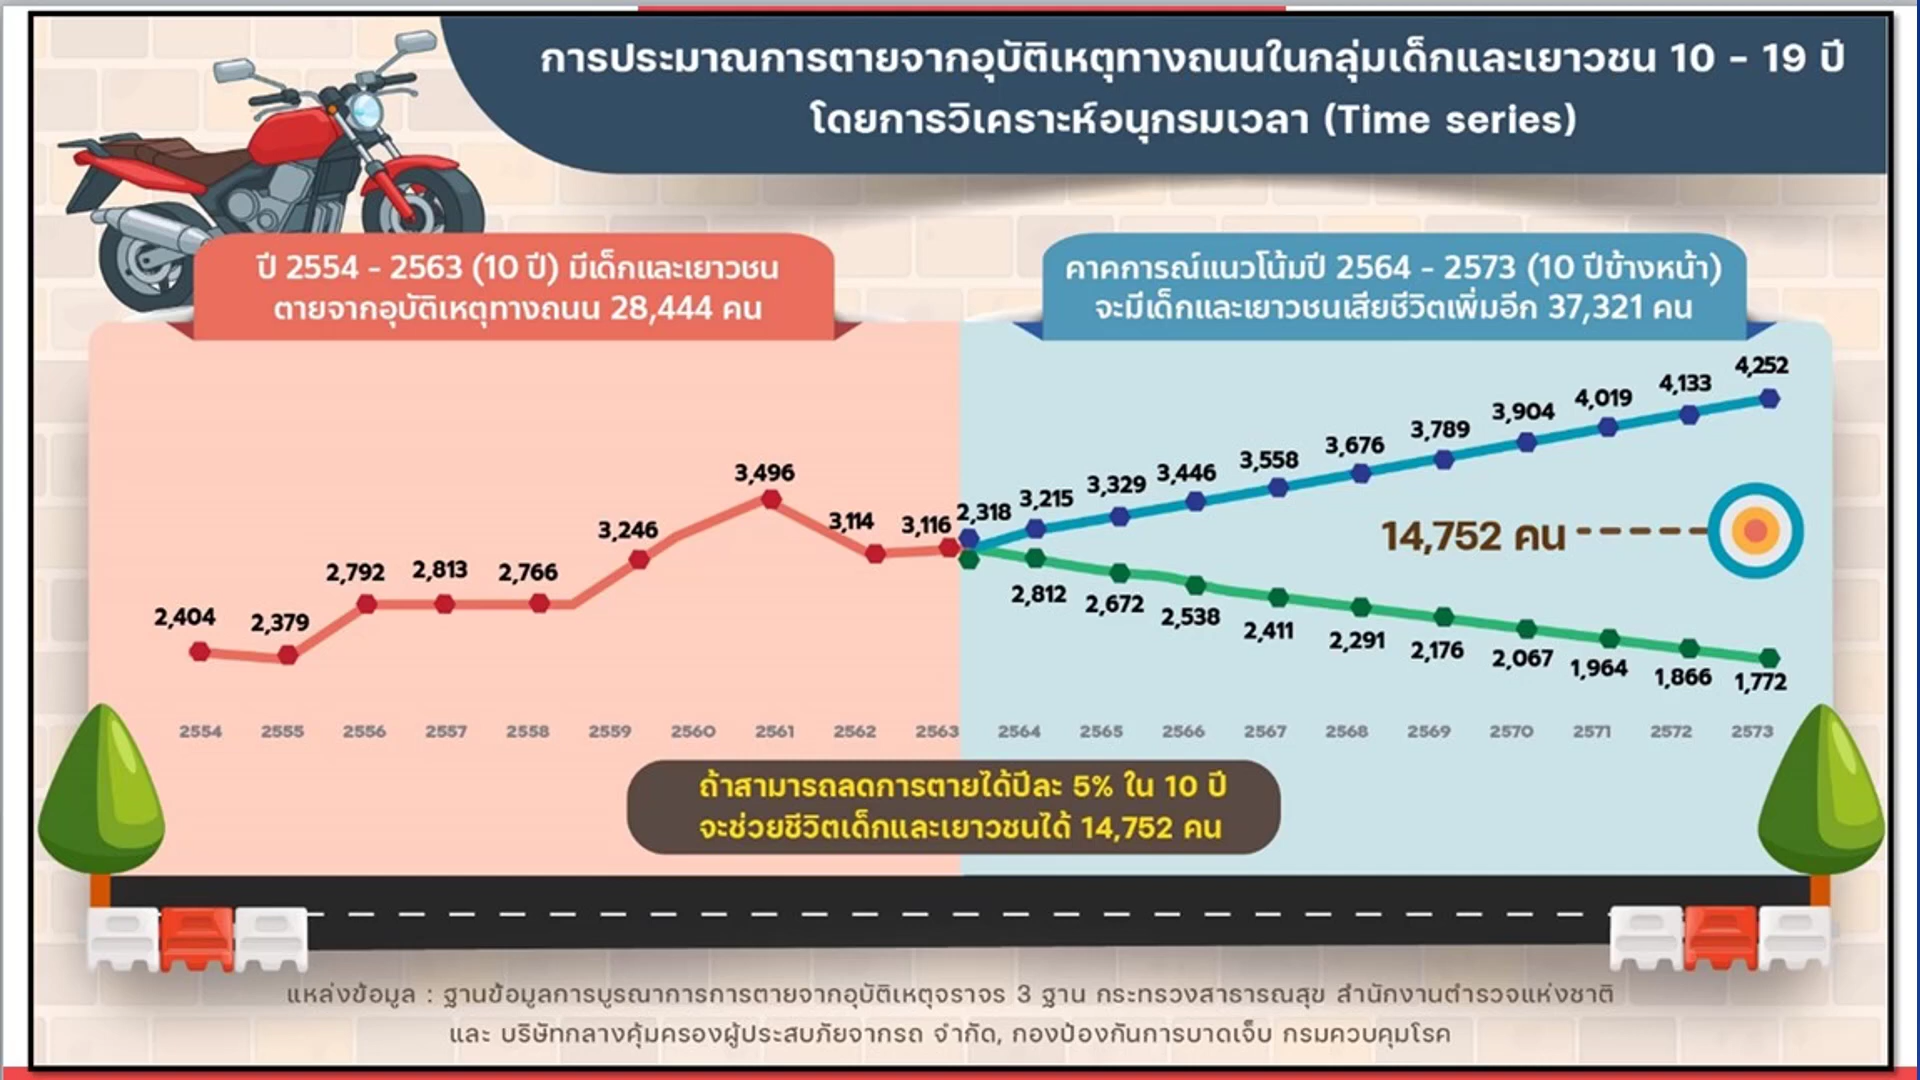 การประมาณการตายจากอุบัติเหตุทางถนนในกลุ่มเด็กและเยาวชน 10 - 19 ปี
โดยการวิเคราะห์อนุกรมเวลา (Time series)
ปี 2554 - 2563 (10 ปี) มีเด็กและเยาวชน
ตายจากอุบัติเหตุทางถนน 28,444 คน
คาดการณ์แนวโน้มปี 2564 - 2573 (10 ปีข้างหน้า)
จะมีเด็กและเยาวชนเสียชีวิตเพิ่มอีก 37,321 คน
2,404 2,379 2,792 2,813 2,766 3,246 3,496 3,114 3,116
2,318 3,215 3,329 3,446 3,558 3,676 3,789 3,904 4,019 4,133 4,252
14,752 คน
2,812 2,672 2,538 2,411 2,291 2,176 2,067 1,964 1,866 1,772
2554 2555 2556 2557 2558 2559 2560 2561 2562 2563 2564 2565 2566 2567 2568 2569 2570 2571 2572 2573
ถ้าสามารถลดการตายได้ปีละ 5% ใน 10 ปี
จะช่วยชีวิตเด็กและเยาวชนได้ 14,752 คน
แหล่งข้อมูล : ฐานข้อมูลการบูรณาการการตายจากอุบัติเหตุจราจร 3 ฐาน กระทรวงสาธารณสุข สำนักงานตำรวจแห่งชาติ
และ บริษัทกลางคุ้มครองผู้ประสบภัยจากรถ จำกัด, กองป้องกันการบาดเจ็บ กรมควบคุมโรค